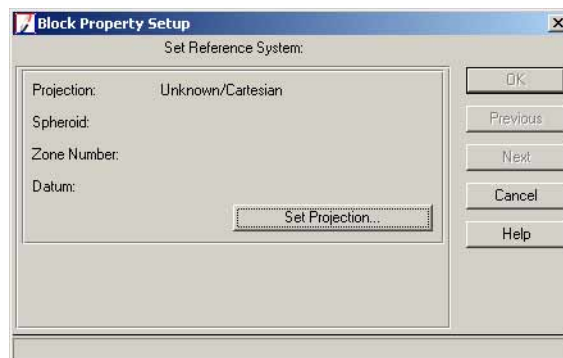 Block Property Setup
Set Reference System:
Projection: Unknown/Cartesian
Spheroid:
Zone Number:
Datum:
Set Projection...
OK
Previous
Next
Cancel
Help